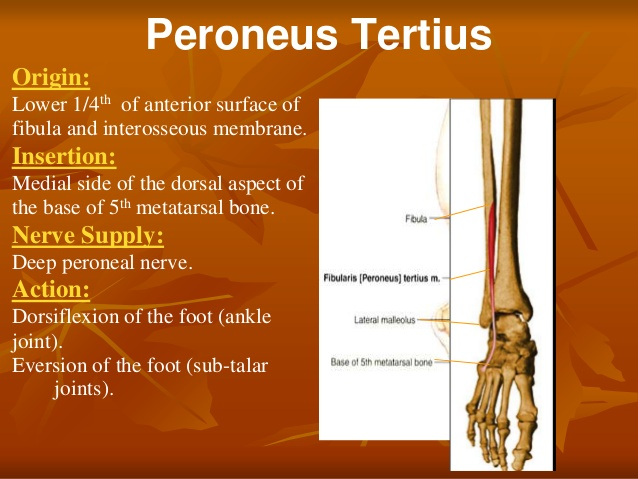 Peroneus Tertius
Origin:
Lower 1/4th of anterior surface of
fibula and interosseous membrane.
Insertion:
Medial side of the dorsal aspect of
the base of 5th metatarsal bone.
Nerve Supply:
Deep peroneal nerve.
Action:
Dorsiflexion of the foot (ankle
joint).
Eversion of the foot (sub-talar
joints).
Fibula
Fibularis [Peroneus] tertius m.
Lateral malleolus
Base of 5th metatarsal bone